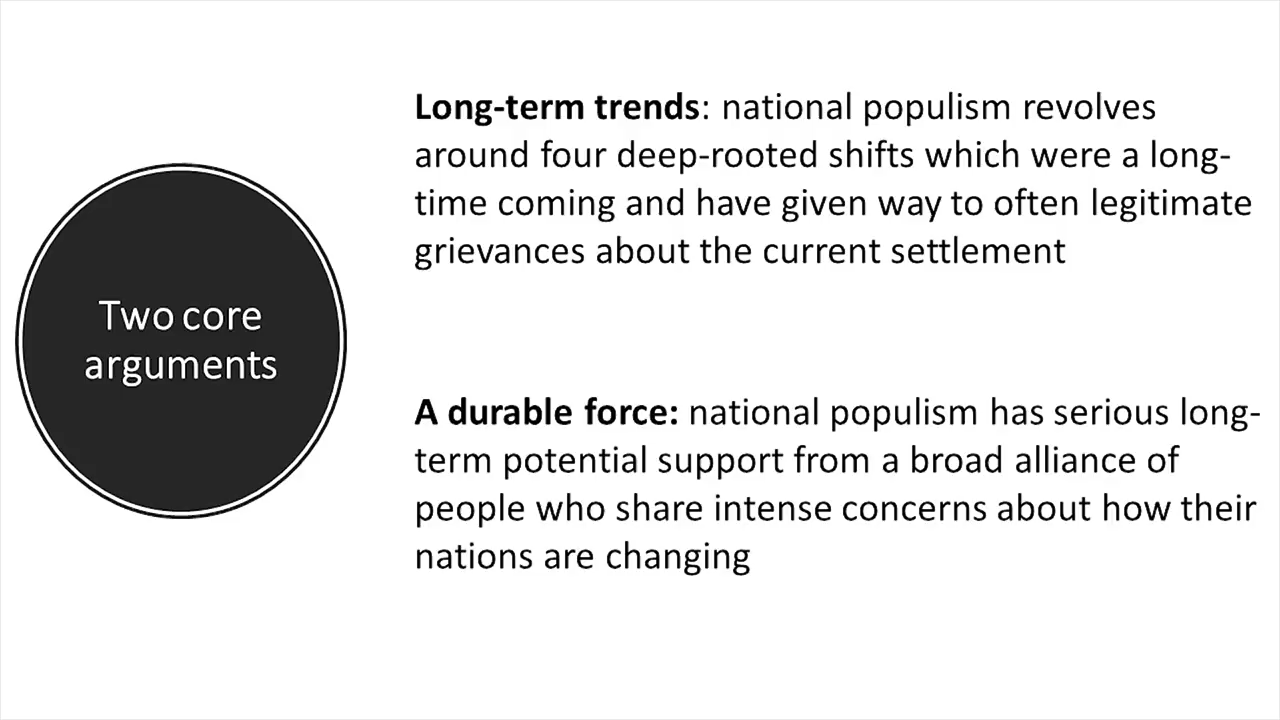 Two core
arguments
Long-term trends: national populism revolves
around four deep-rooted shifts which were a long-
time coming and have given way to often legitimate
grievances about the current settlement
A durable force: national populism has serious long-
term potential support from a broad alliance of
people who share intense concerns about how their
nations are changing